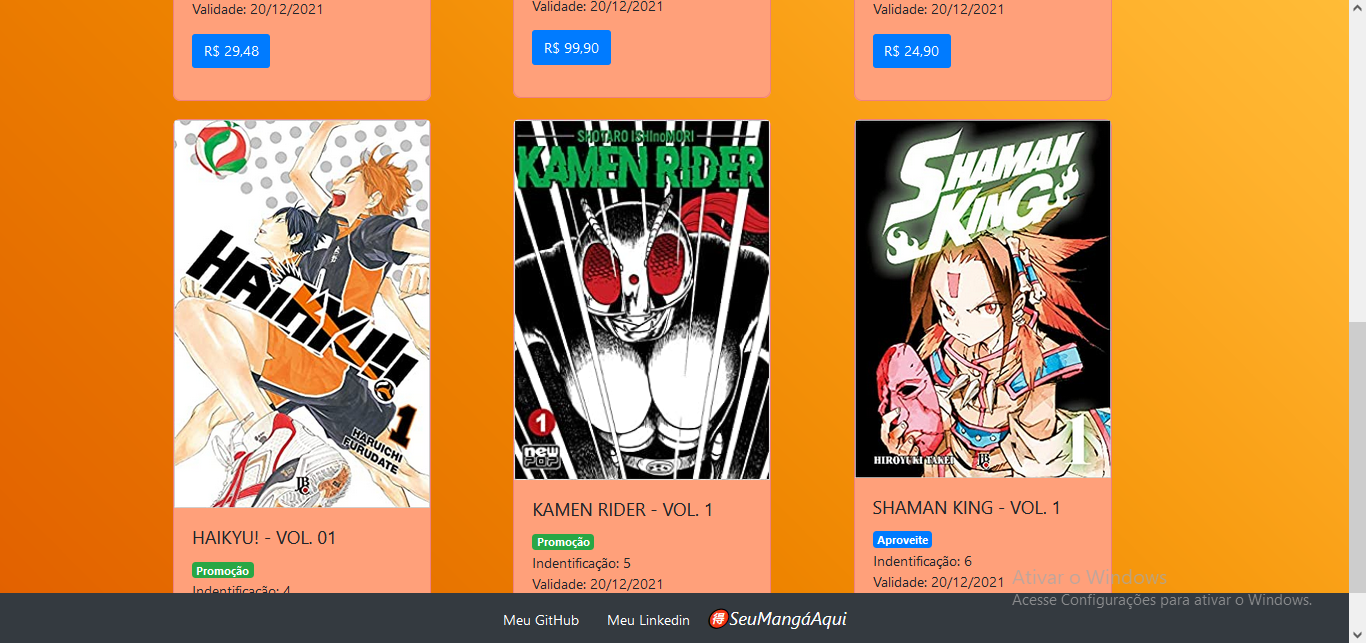 Validade: 20/12/2021
Validade: 20/12/2021
Validade: 20/12/2021
R$ 29,48
R$ 99,90
R$ 24,90
HAIKYU!!
1
HARUICHI
FURUDATE
JBC
HAIKYU! - VOL. 01
Promoção
Indentificação: 4
SHOTARO ISHInoMORI
KAMEN RIDER
1
new
POP
KAMEN RIDER - VOL. 1
Promoção
Indentificação: 5
Validade: 20/12/2021
SHAMAN
KING
HIROYUKI TAKEI
JBC
1
SHAMAN KING - VOL. 1
Aproveite
Indentificação: 6
Validade: 20/12/2021
Ativar o Windows
Acesse Configurações para ativar o Windows.
Meu GitHub
Meu Linkedin
得 SeuMangáAqui